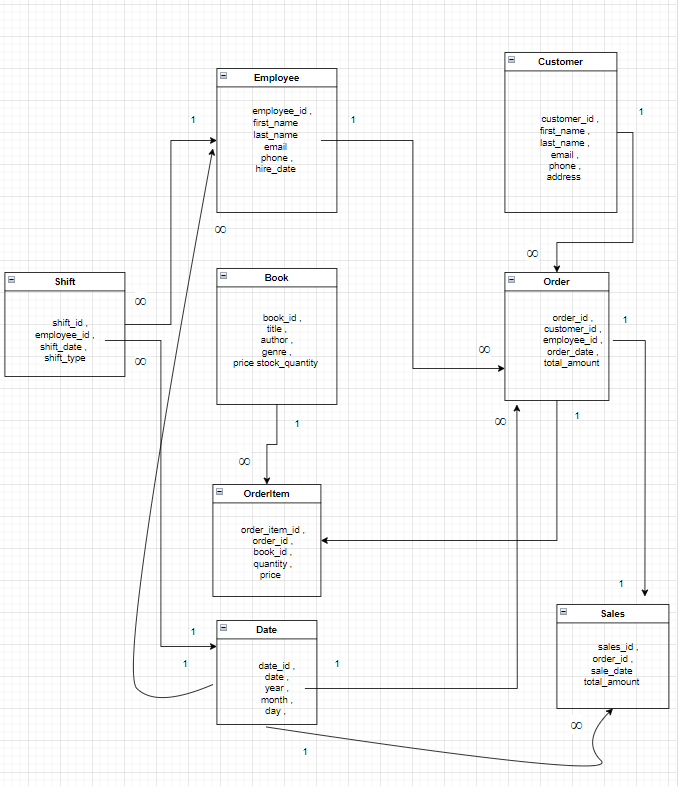 Employee
employee_id ,
first_name
last_name
email
phone ,
hire_date
Customer
customer_id ,
first_name ,
last_name ,
email ,
phone ,
address
1
1
1
∞
∞
Shift
shift_id ,
employee_id ,
shift_date ,
shift_type
∞
∞
Book
book_id ,
title ,
author ,
genre ,
price stock_quantity
Order
order_id ,
customer_id ,
employee_id ,
order_date ,
total_amount
1
∞
1
∞
1
∞
OrderItem
order_item_id ,
order_id ,
book_id ,
quantity ,
price
1
Date
date_id ,
date ,
year ,
month ,
day ,
1
1
1
Sales
sales_id ,
order_id ,
sale_date
total_amount
∞
1